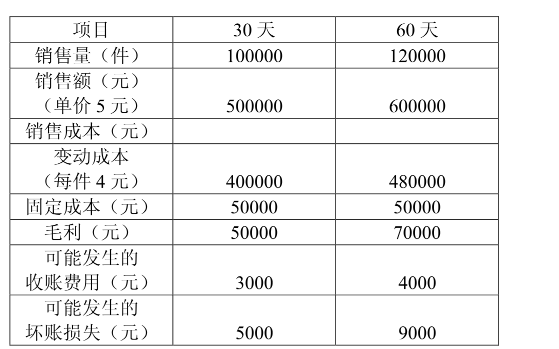 项目 30 天 60 天
销售量（件） 100000 120000
销售额（元）
（单价 5 元） 500000 600000
销售成本（元）
变动成本
（每件 4 元） 400000 480000
固定成本（元） 50000 50000
毛利（元） 50000 70000
可能发生的
收账费用（元） 3000 4000
可能发生的
坏账损失（元） 5000 9000